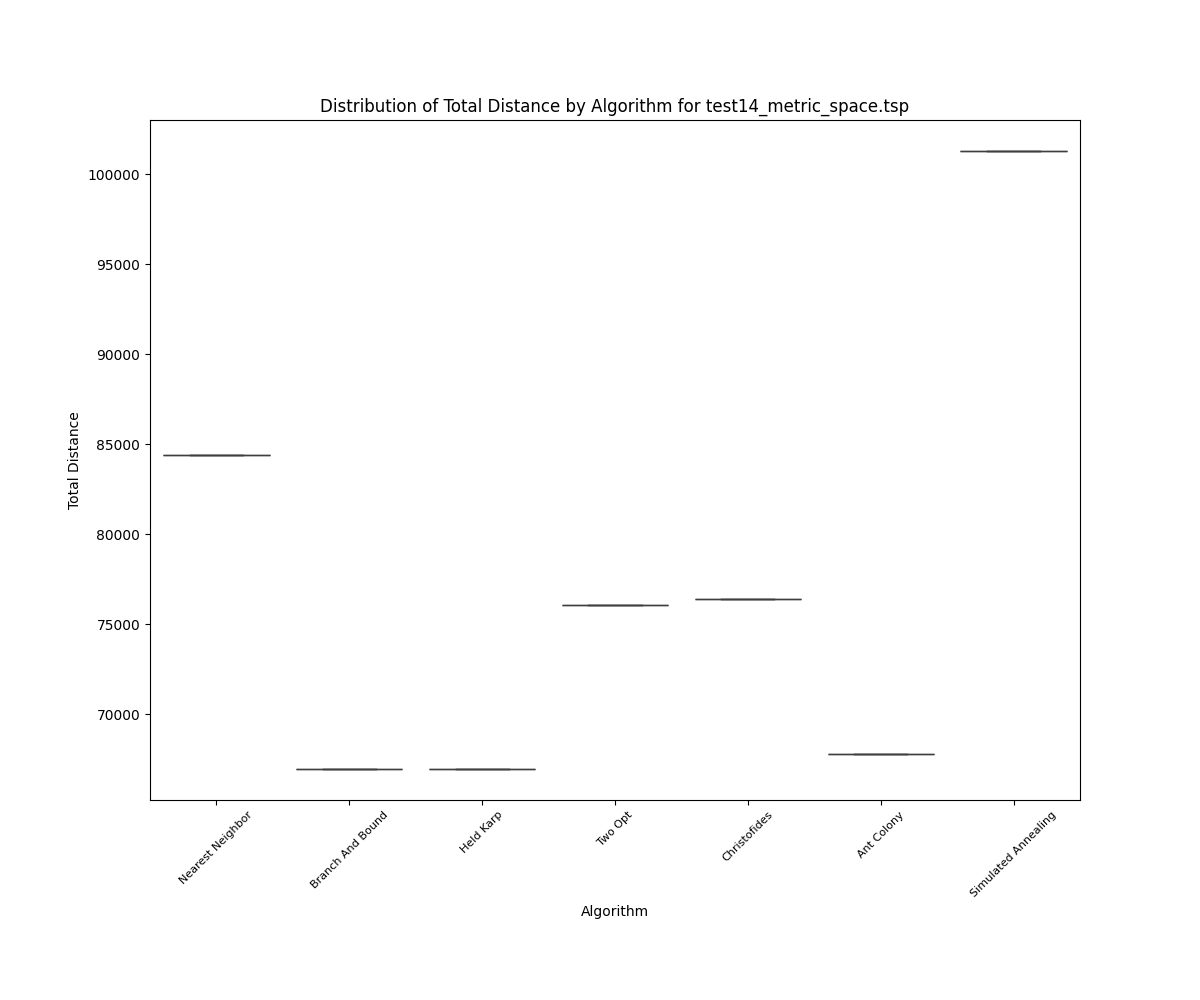 Distribution of Total Distance by Algorithm for test14_metric_space.tsp
100000
95000
90000
85000
80000
75000
70000
Total Distance
Nearest Neighbor
Branch And Bound
Held Karp
Two Opt
Christofides
Ant Colony
Simulated Annealing
Algorithm